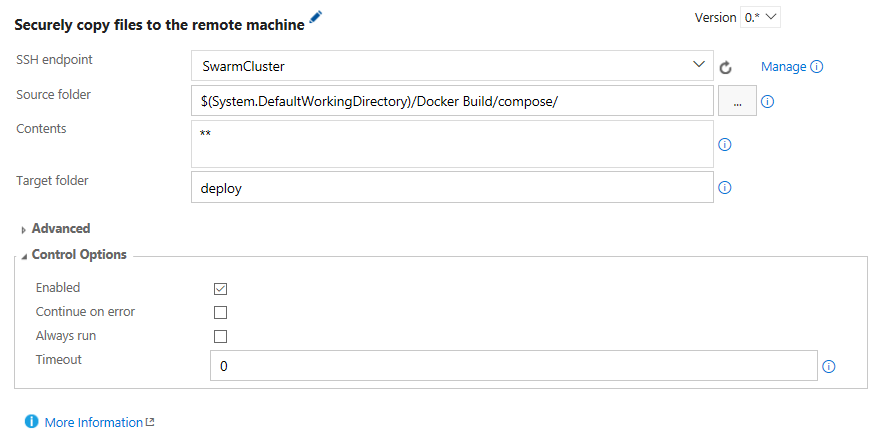 Securely copy files to the remote machine
Version 0.*
SSH endpoint
SwarmCluster
Manage
Source folder
$(System.DefaultWorkingDirectory)/Docker Build/compose/
...
Contents
**
Target folder
deploy
Advanced
Control Options
Enabled
Continue on error
Always run
Timeout
0
More Information